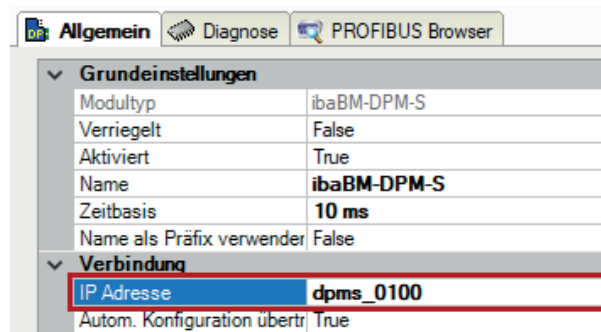 Allgemein Diagnose PROFIBUS Browser
Grundeinstellungen
Modultyp ibaBM-DPM-S
Verriegelt False
Aktiviert True
Name ibaBM-DPM-S
Zeitbasis 10 ms
Name als Präfix verwender False
Verbindung
IP Adresse dpms_0100
Autom. Konfiguration übertr True